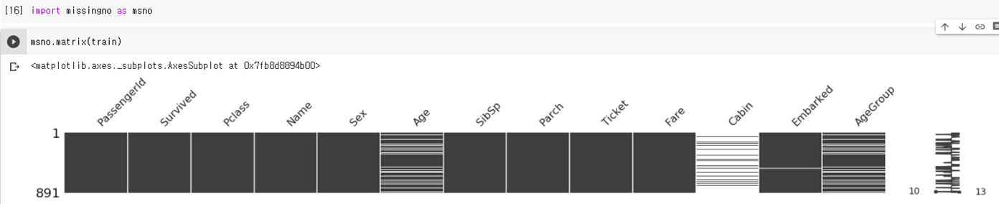 [16] import missingno as msno
msno.matrix(train)
<matplotlib.axes._subplots.AxesSubplot at 0x7fb8d8894b00>
PassengerId Survived Pclass Name Sex Age SibSp Parch Ticket Fare Cabin Embarked AgeGroup
1
891
10 13